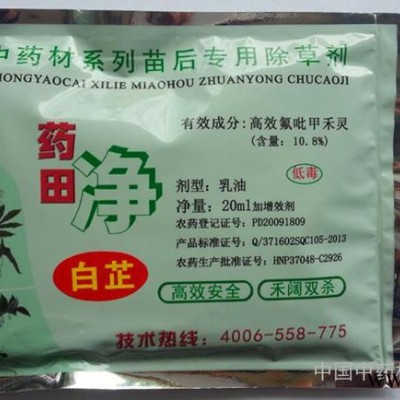 中药材系列苗后专用除草剂
HONGYAOCAI XILIE MIAOHOU ZHUANYONG CHUCAOJI
药田净
有效成分：高效氟吡甲禾灵
（含量：10.8%）
低毒
剂型：乳油
净量：20ml加增效剂
农药登记证号：PD20091809
产品标准证号：Q/371602SQC105-2013
农药生产批准证号：HNP37048-C2926
白芷
高效安全
禾阔双杀
技术热线：4006-558-775
中国中药材
www